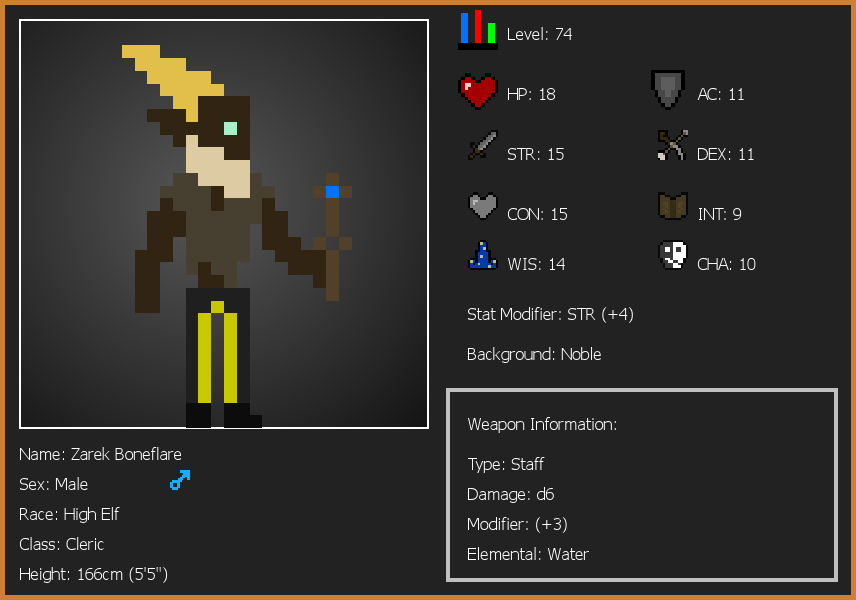 Level: 74
HP: 18
AC: 11
STR: 15
DEX: 11
CON: 15
INT: 9
WIS: 14
CHA: 10
Stat Modifier: STR (+4)
Background: Noble
Name: Zarek Boneflare
Sex: Male
Race: High Elf
Class: Cleric
Height: 166cm (5'5")
Weapon Information:
Type: Staff
Damage: d6
Modifier: (+3)
Elemental: Water